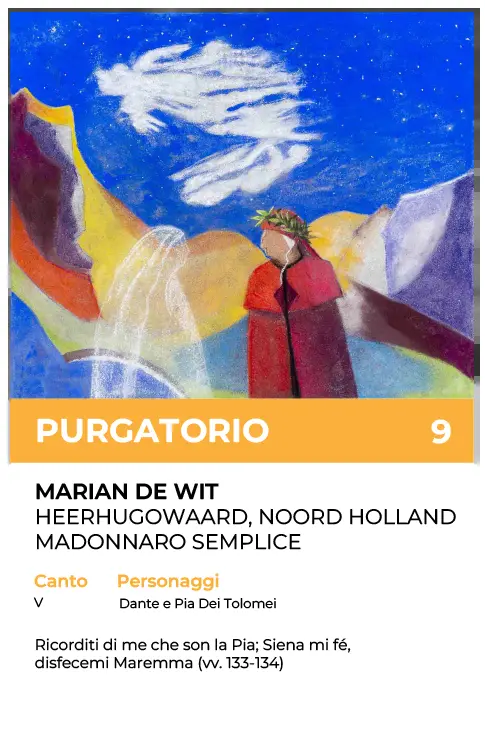 PURGATORIO 9
MARIAN DE WIT
HEERHUGOWAARD, NOORD HOLLAND
MADONNARO SEMPLICE
Canto Personaggi
V Dante e Pia Dei Tolomei
Ricorditi di me che son la Pia; Siena mi fé,
disfecemi Maremma (vv. 133-134)